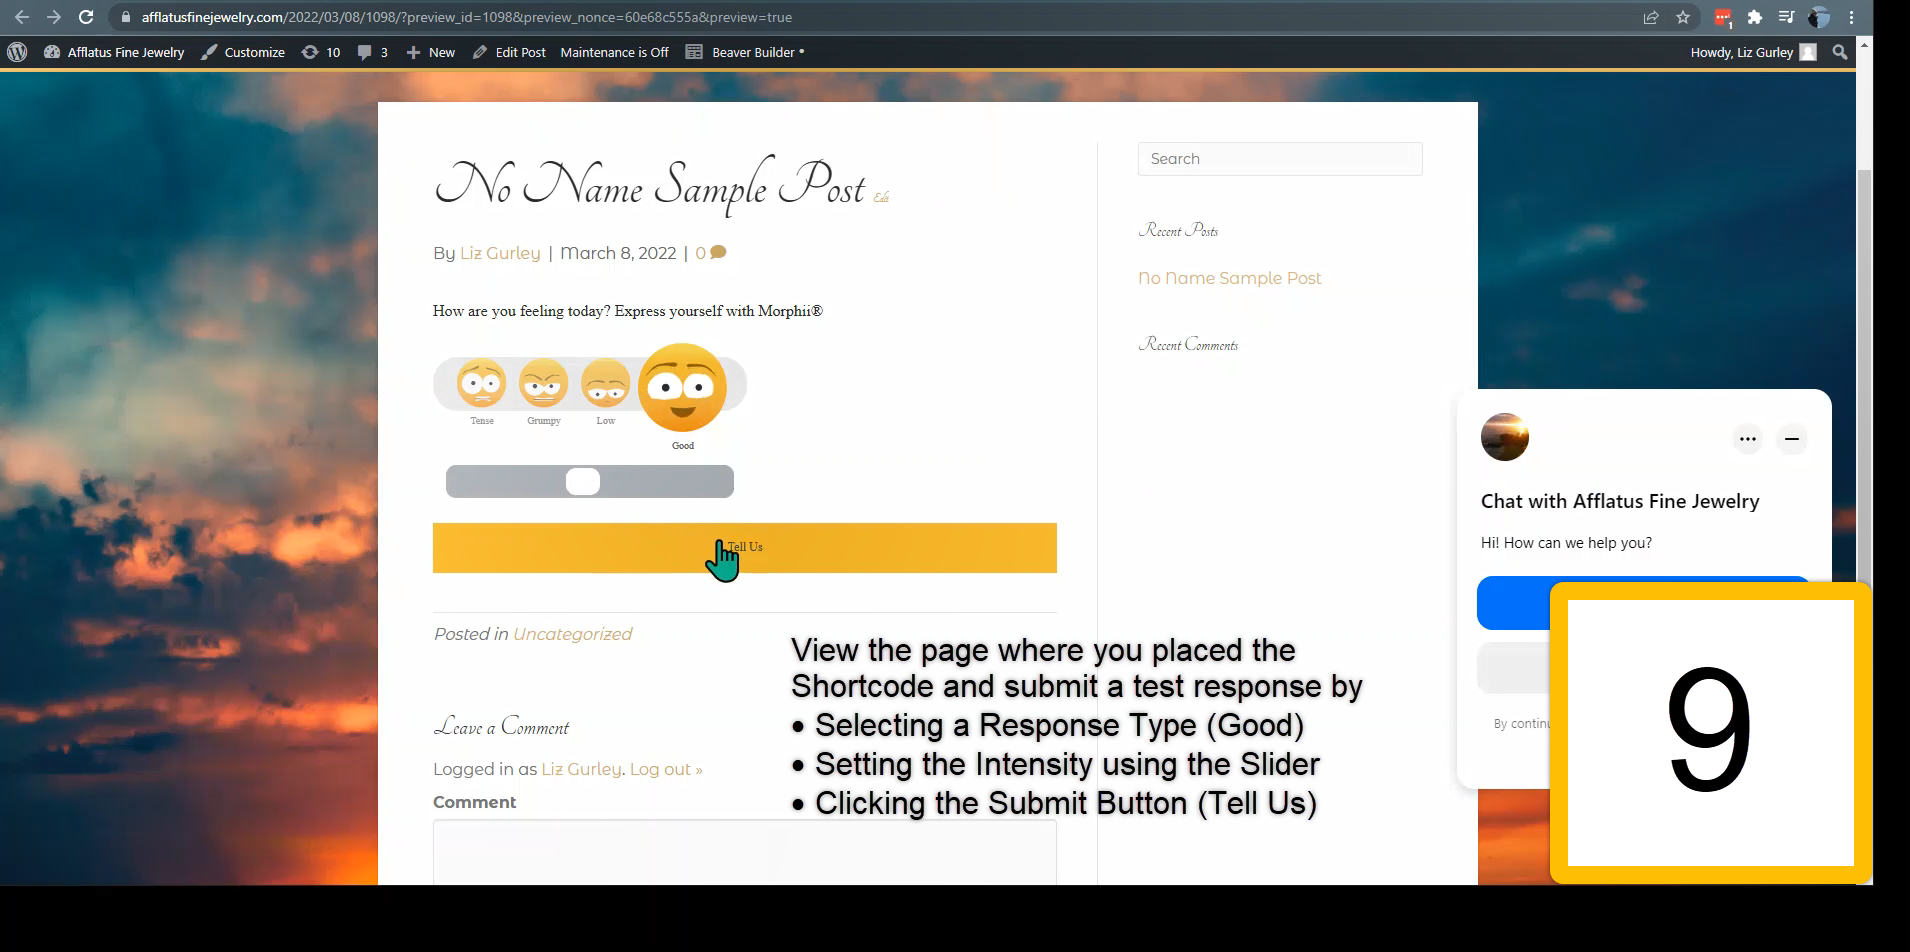 afflatusfinejewelry.com/2022/03/08/1098/?preview_id=1098&preview_nonce=60e68c555a&preview=true
1
Afflatus Fine Jewelry Customize 10 3 New Edit Post Maintenance is Off Beaver Builder Howdy, Liz Gurley
No Name Sample Post Edit
By Liz Gurley | March 8, 2022 | 0
How are you feeling today? Express yourself with Morphii®
Tense Grumpy Low
Good
Tell Us
Posted in Uncategorized
Leave a Comment
Logged in as Liz Gurley. Log out »
Comment
Search
Recent Posts
No Name Sample Post
Recent Comments
Chat with Afflatus Fine Jewelry
Hi! How can we help you?
By continu
View the page where you placed the
Shortcode and submit a test response by
• Selecting a Response Type (Good)
• Setting the Intensity using the Slider
• Clicking the Submit Button (Tell Us)
9